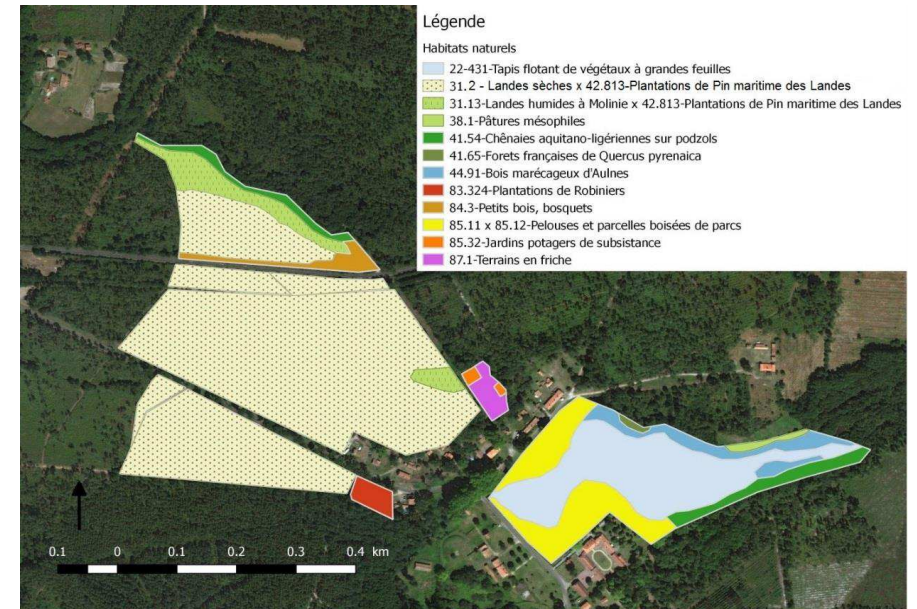 Légende
Habitats naturels
22-431-Tapis flotant de végétaux à grandes feuilles
31.2 - Landes sèches x 42.813-Plantations de Pin maritime des Landes
31.13-Landes humides à Molinie x 42.813-Plantations de Pin maritime des Landes
38.1-Pâtures mésophiles
41.54-Chênaies aquitano-ligériennes sur podzols
41.65-Forets françaises de Quercus pyrenaica
44.91-Bois marécageux d'Aulnes
83.324-Plantations de Robiniers
84.3-Petits bois, bosquets
85.11 x 85.12-Pelouses et parcelles boisées de parcs
85.32-Jardins potagers de subsistance
87.1-Terrains en friche
0.1 0 0.1 0.2 0.3 0.4 km